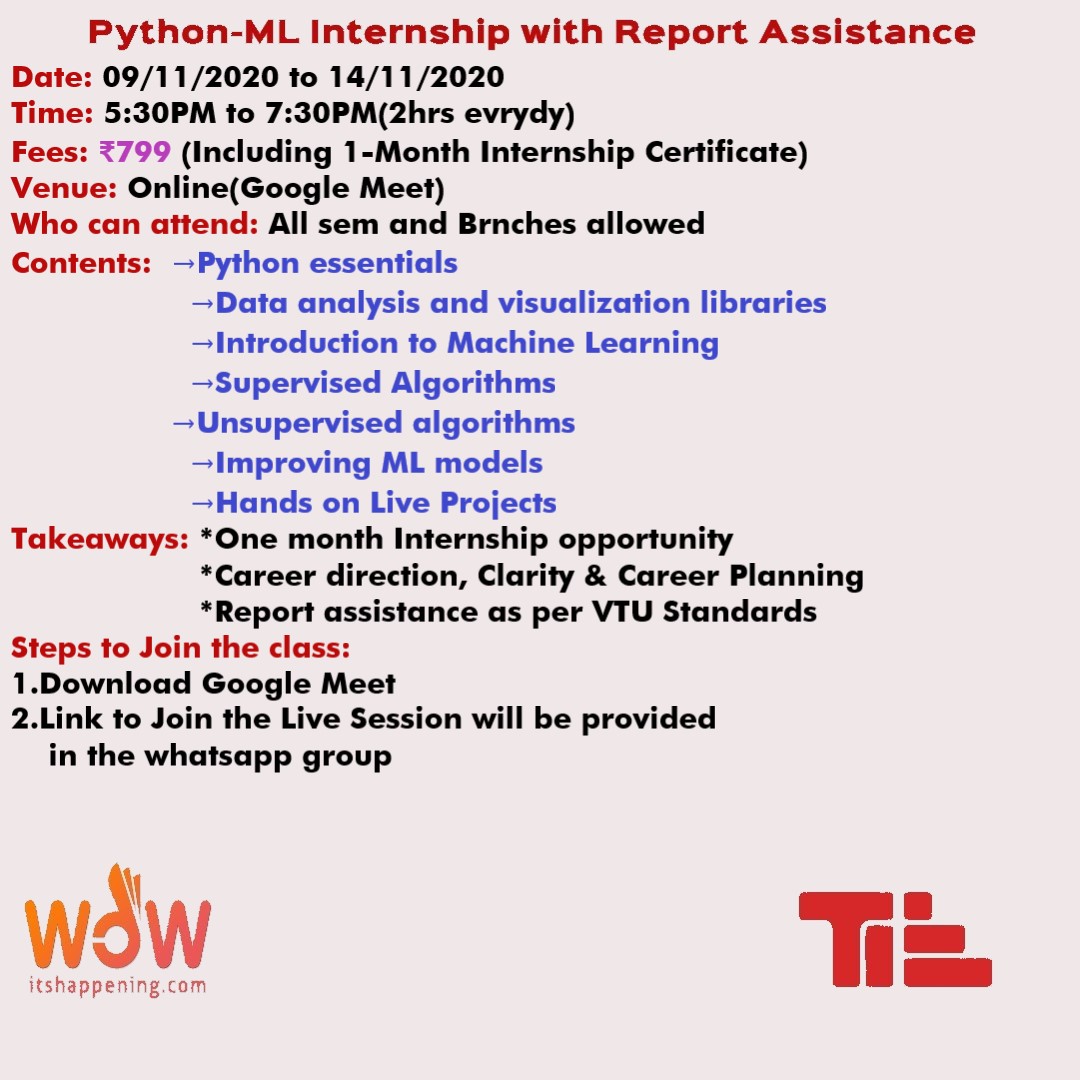 Python-ML Internship with Report Assistance
Date: 09/11/2020 to 14/11/2020
Time: 5:30PM to 7:30PM(2hrs evrydy)
Fees: ₹799 (Including 1-Month Internship Certificate)
Venue: Online(Google Meet)
Who can attend: All sem and Brnches allowed
Contents: →Python essentials
→Data analysis and visualization libraries
→Introduction to Machine Learning
→Supervised Algorithms
→Unsupervised algorithms
→Improving ML models
→Hands on Live Projects
Takeaways: *One month Internship opportunity
*Career direction, Clarity & Career Planning
*Report assistance as per VTU Standards
Steps to Join the class:
1.Download Google Meet
2.Link to Join the Live Session will be provided
in the whatsapp group
wow
itshappening.com
TiE